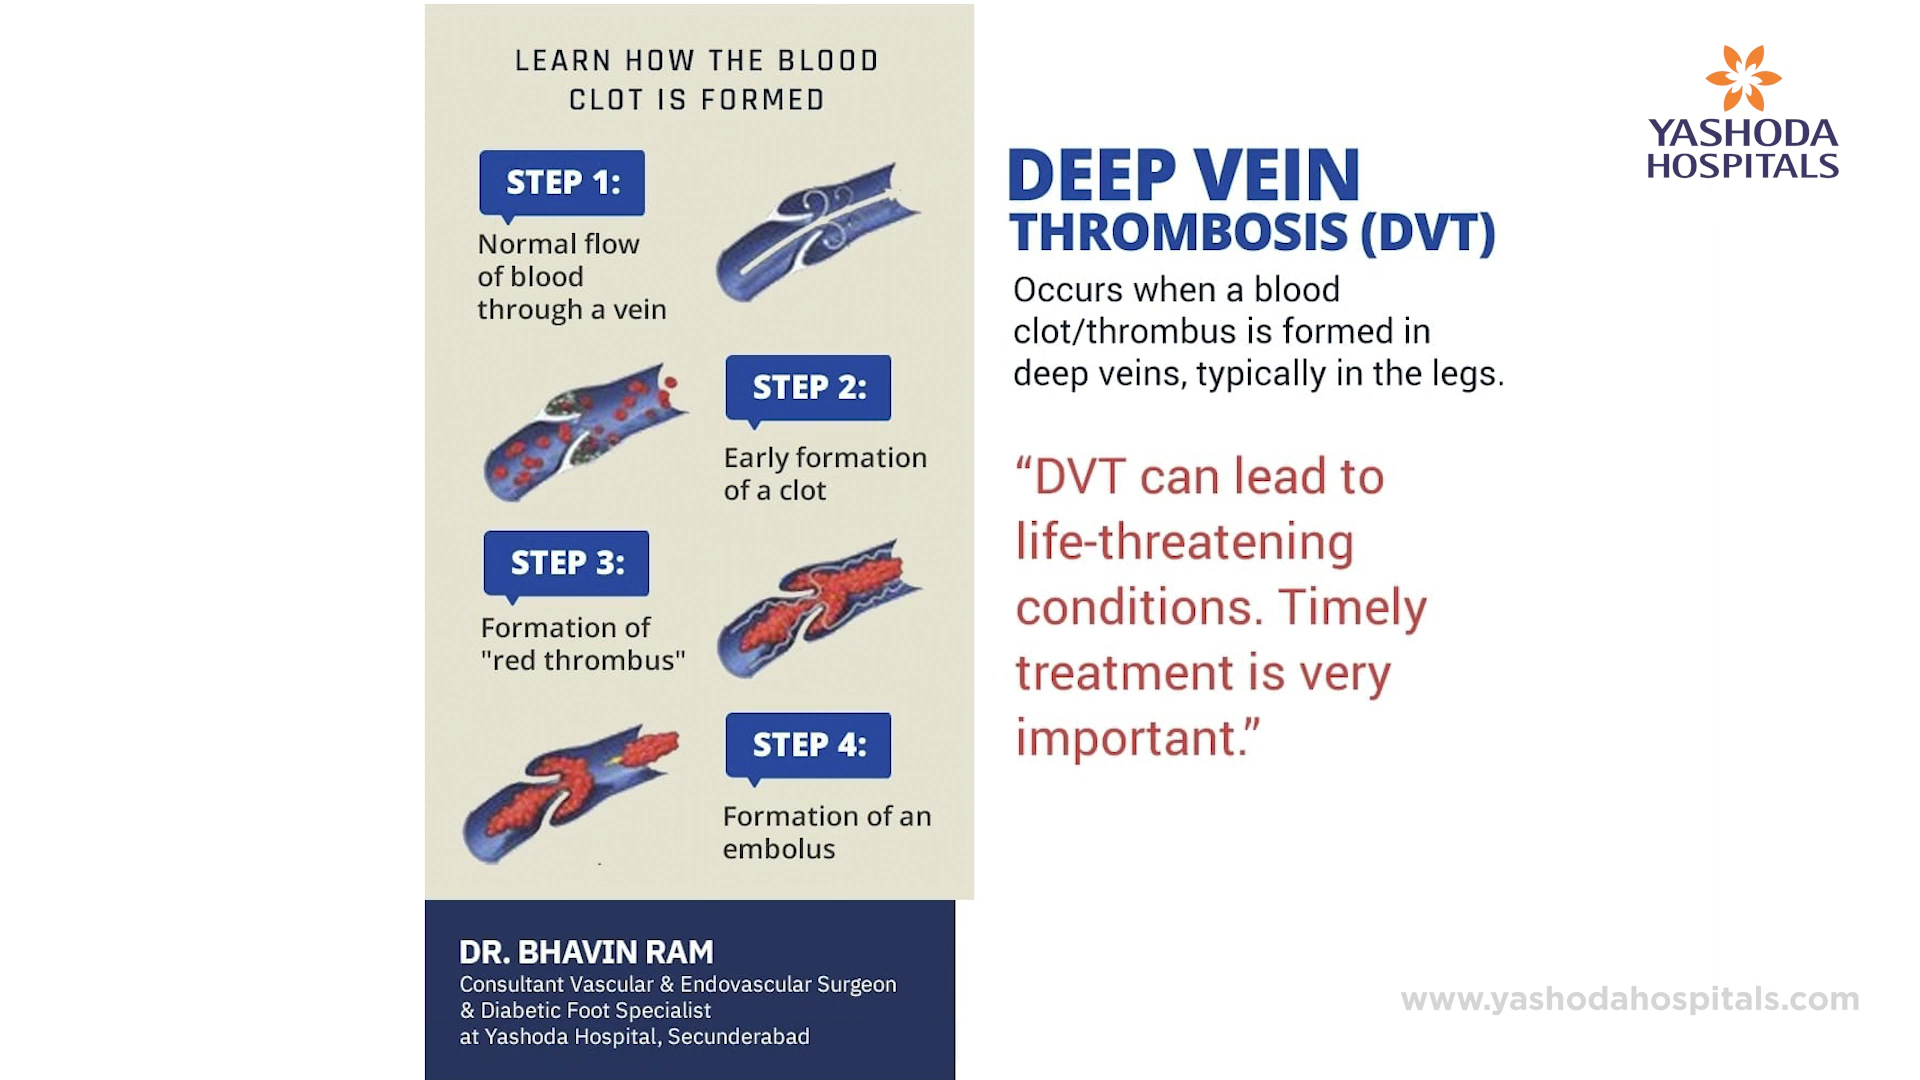 LEARN HOW THE BLOOD
CLOT IS FORMED
STEP 1:
Normal flow
of blood
through a vein
STEP 2:
Early formation
of a clot
STEP 3:
Formation of
"red thrombus"
STEP 4:
Formation of an
embolus
DR. BHAVIN RAM
Consultant Vascular & Endovascular Surgeon
& Diabetic Foot Specialist
at Yashoda Hospital, Secunderabad
DEEP VEIN
THROMBOSIS (DVT)
Occurs when a blood
clot/thrombus is formed in
deep veins, typically in the legs.
“DVT can lead to
life-threatening
conditions. Timely
treatment is very
important.”
YASHODA
HOSPITALS
www.yashodahospitals.com